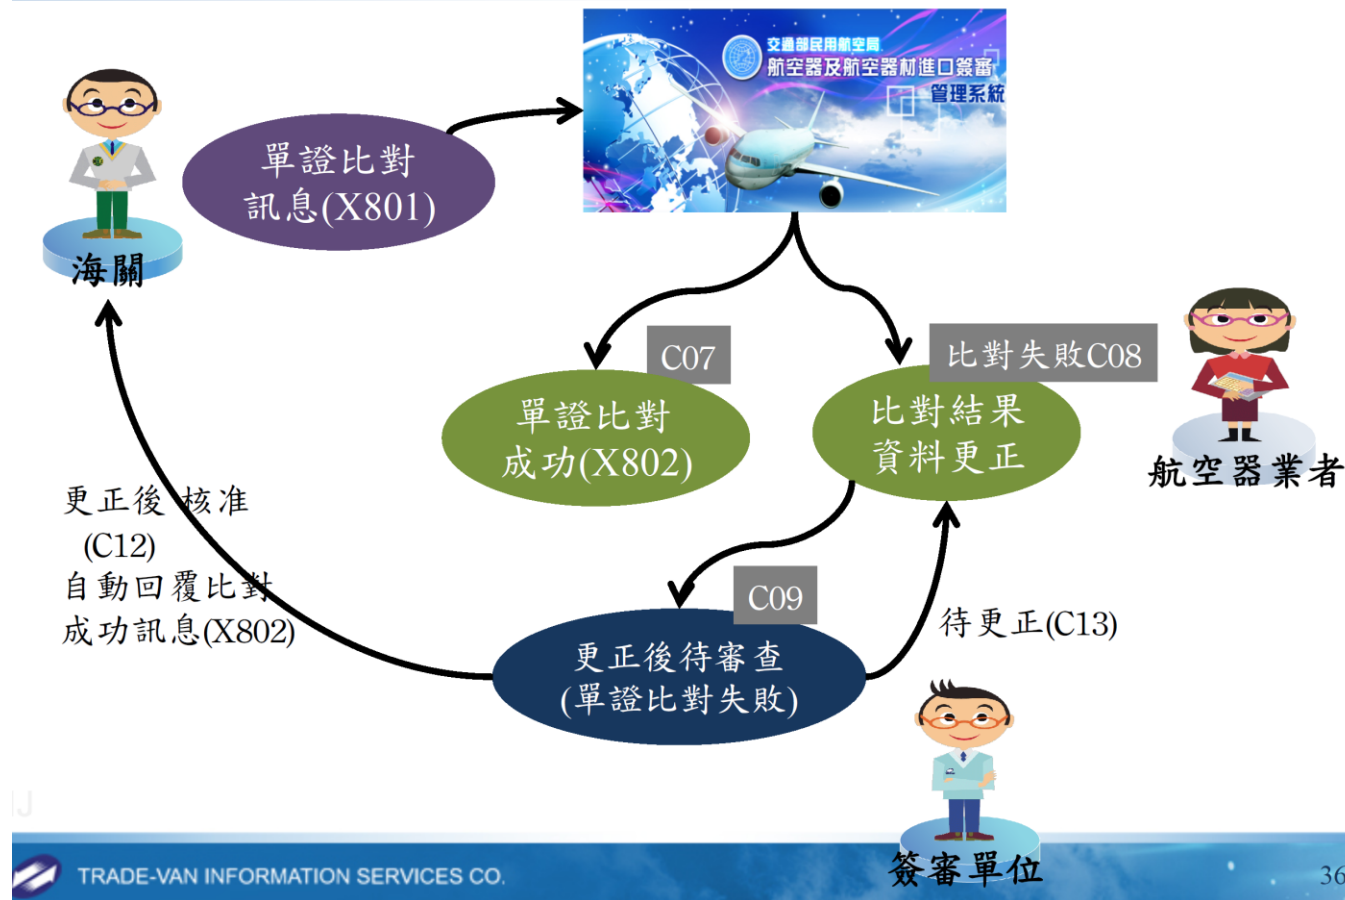 交通部民用航空局
航空器及航空器材進口簽審
管理系統
單證比對
訊息(X801)
海關
C07
比對失敗C08
單證比對
成功(X802)
比對結果
資料更正
航空器業者
更正後 核准
(C12)
自動回覆比對
成功訊息(X802)
C09
待更正(C13)
更正後待審查
(單證比對失敗)
簽審單位
TRADE-VAN INFORMATION SERVICES CO.
36